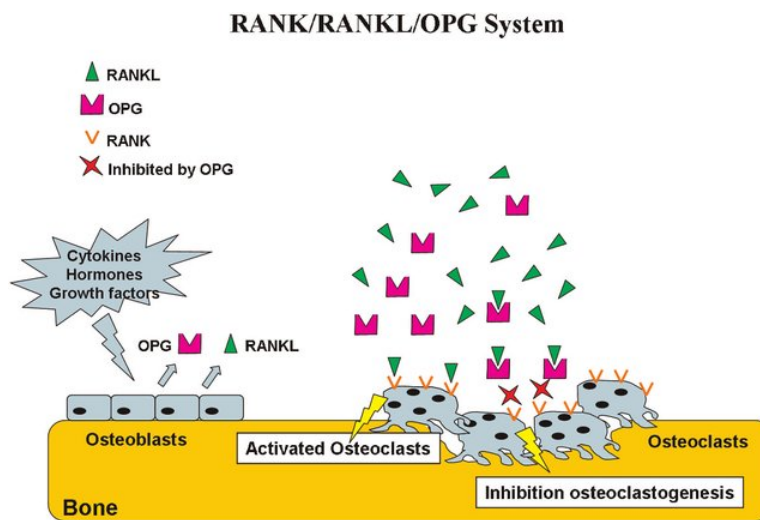 RANK/RANKL/OPG System
RANKL
OPG
RANK
Inhibited by OPG
Cytokines
Hormones
Growth factors
OPG
RANKL
Osteoblasts
Activated Osteoclasts
Osteoclasts
Inhibition osteoclastogenesis
Bone